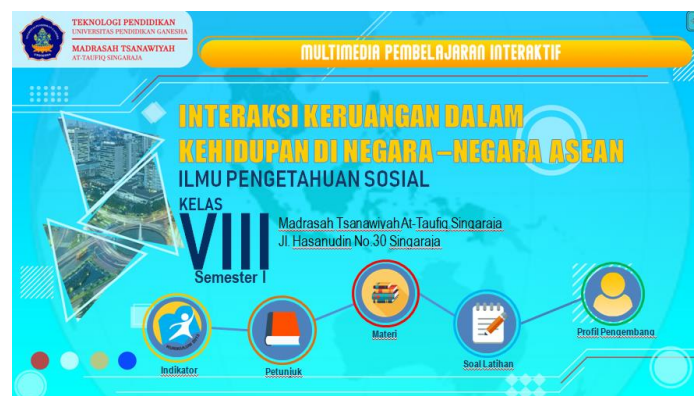 TEKNOLOGI PENDIDIKAN
UNIVERSITAS PENDIDIKAN GANESHA
MADRASAH TSANAWIYAH
AT-TAUFIQ SINGARAJA
MULTIMEDIA PEMBELAJARAN INTERAKTIF
INTERAKSI KERUANGAN DALAM
KEHIDUPAN DI NEGARA –NEGARA ASEAN
ILMU PENGETAHUAN SOSIAL
KELAS
VIII
Semester I
Madrasah TsanawiyahAt-Taufiq Singaraja
Jl. Hasanudin No.30 Singaraja
Indikator
Petunjuk
Materi
Soal Latihan
Profil Pengembang